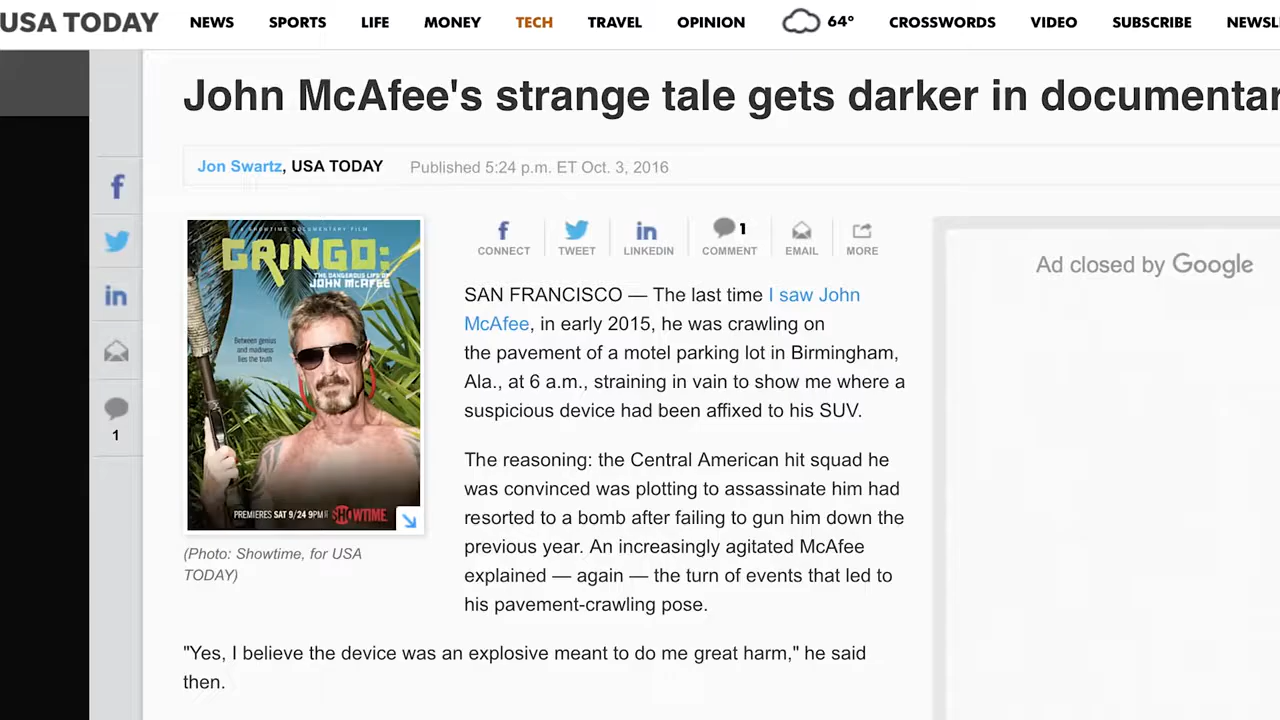 USA TODAY
NEWS
SPORTS
LIFE
MONEY
TECH
TRAVEL
OPINION
64°
CROSSWORDS
VIDEO
SUBSCRIBE
NEWSL
John McAfee's strange tale gets darker in documentar
Jon Swartz, USA TODAY
Published 5:24 p.m. ET Oct. 3, 2016
A SHOWTIME DOCUMENTARY FILM
GRINGO:
THE DANGEROUS LIFE OF
JOHN McAFEE
Between genius
and madness
lies the truth
PREMIERES SAT 9/24 9PM
SHOWTIME
(Photo: Showtime, for USA
TODAY)
1
CONNECT
TWEET
LINKEDIN
1
COMMENT
EMAIL
MORE
SAN FRANCISCO — The last time I saw John
McAfee, in early 2015, he was crawling on
the pavement of a motel parking lot in Birmingham,
Ala., at 6 a.m., straining in vain to show me where a
suspicious device had been affixed to his SUV.
The reasoning: the Central American hit squad he
was convinced was plotting to assassinate him had
resorted to a bomb after failing to gun him down the
previous year. An increasingly agitated McAfee
explained — again — the turn of events that led to
his pavement-crawling pose.
"Yes, I believe the device was an explosive meant to do me great harm," he said
then.
Ad closed by Google